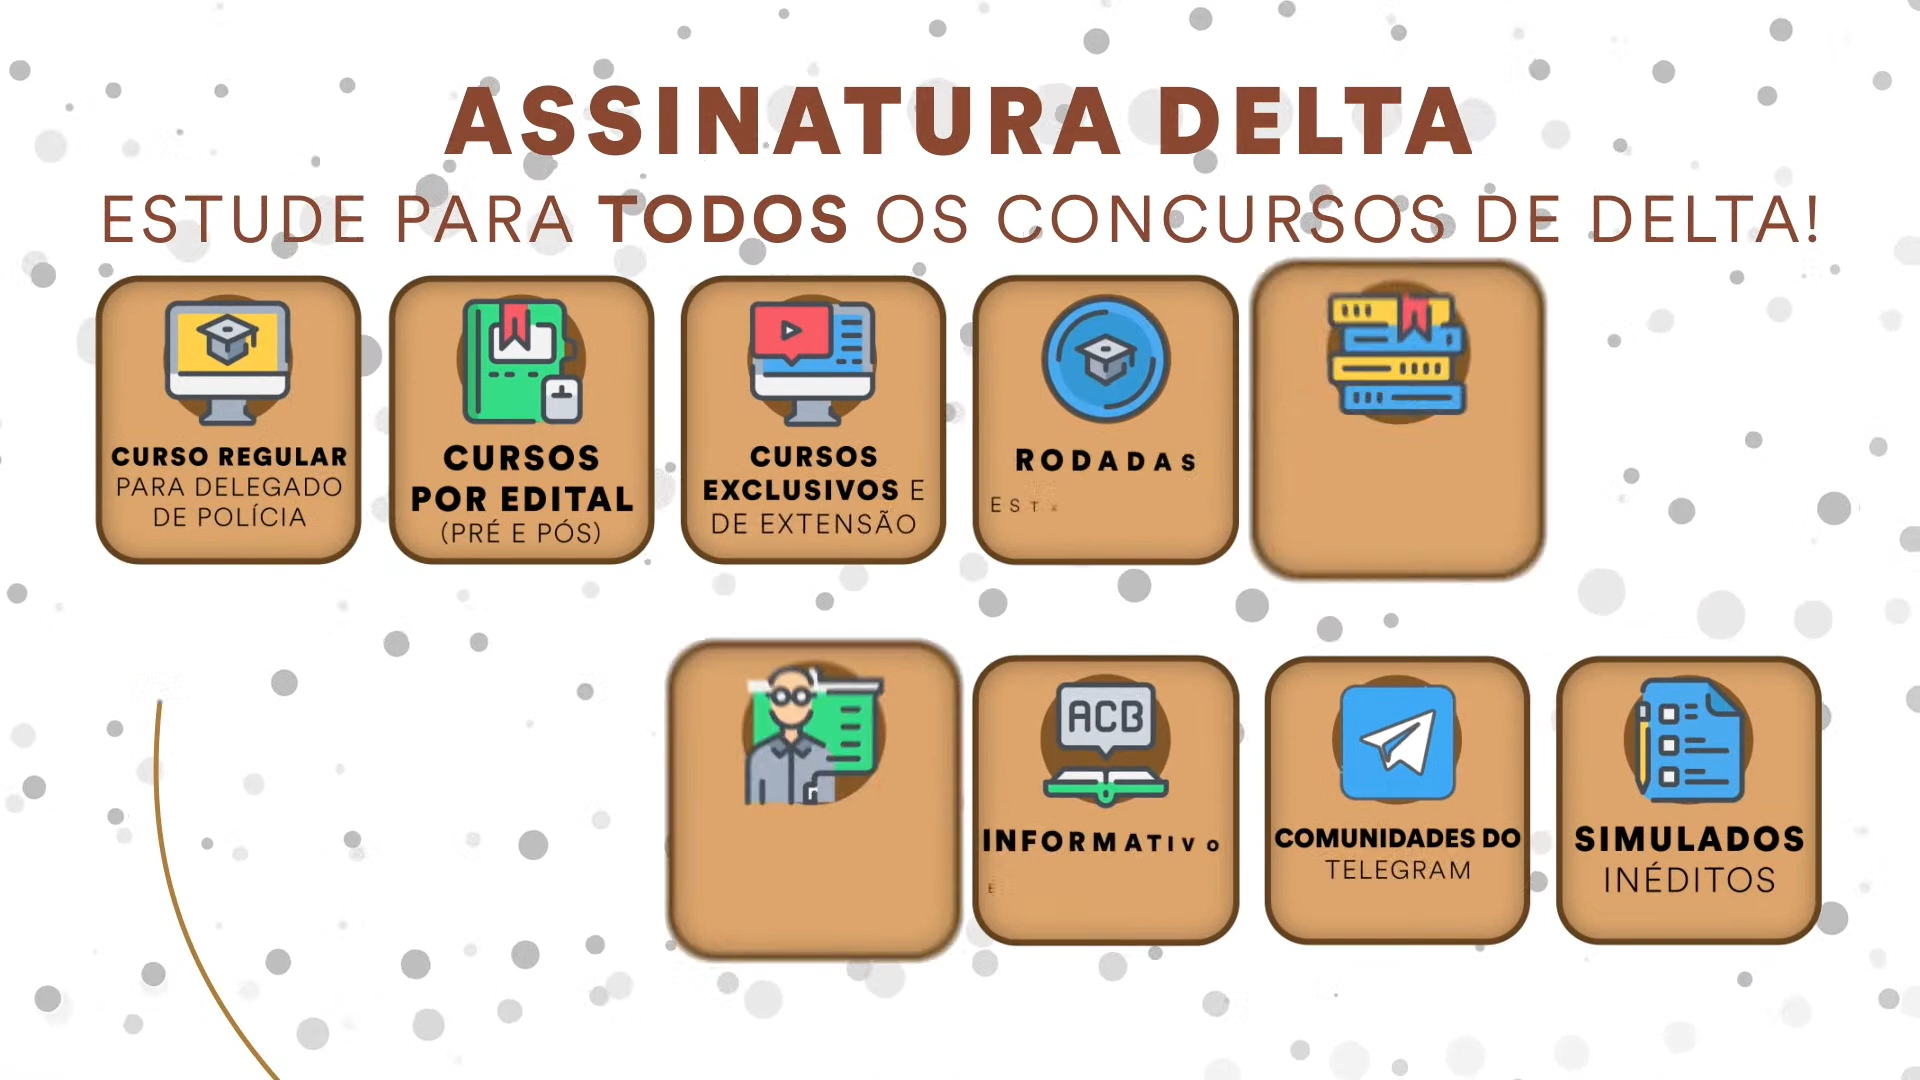 ASSINATURA DELTA
ESTUDE PARA TODOS OS CONCURSOS DE DELTA!
CURSO REGULAR
PARA DELEGADO
DE POLÍCIA
CURSOS
POR EDITAL
(PRÉ E PÓS)
CURSOS
EXCLUSIVOS E
DE EXTENSÃO
RODADAS
EST
INFORMATIVO
E
ACB
COMUNIDADES DO
TELEGRAM
SIMULADOS
INÉDITOS